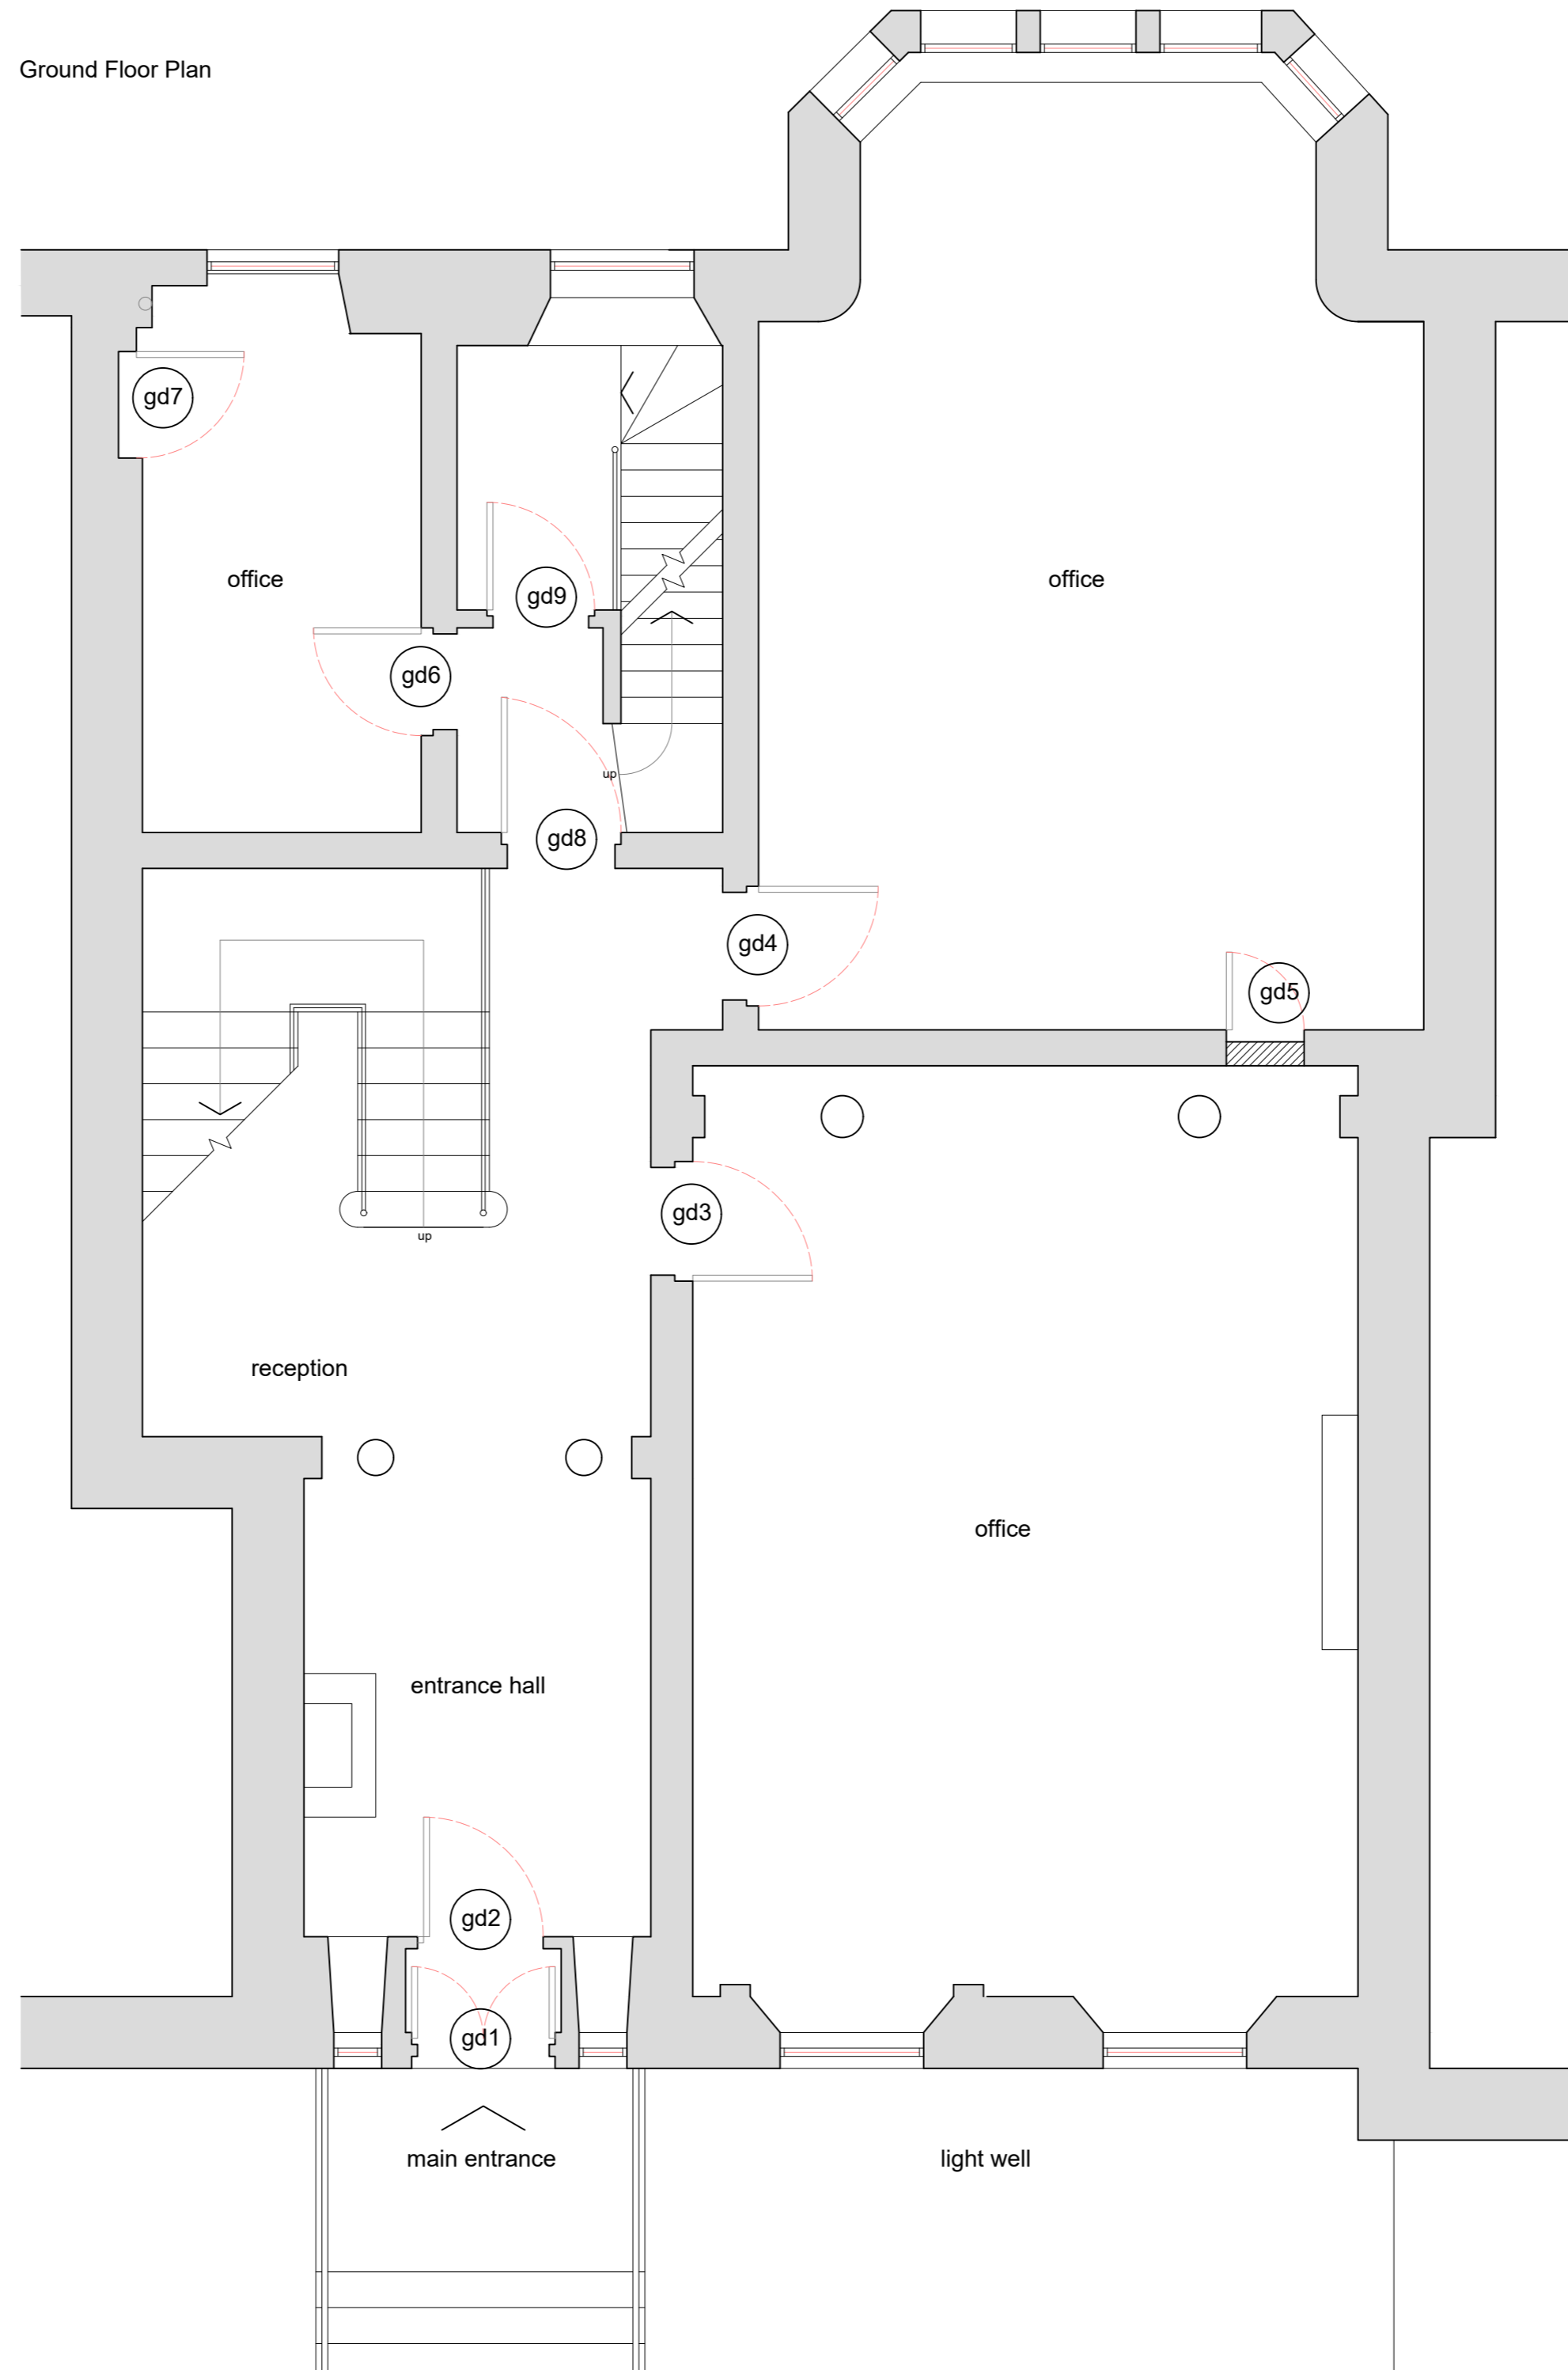 Ground Floor Plan
gd7
office
office
gd9
gd6
up
gd8
gd4
gd5
gd3
up
reception
office
entrance hall
gd2
gd1
main entrance
light well